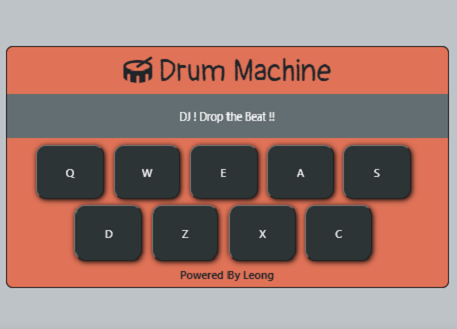 Drum Machine
DJ ! Drop the Beat !!
Q W E A S
D Z X C
Powered By Leong